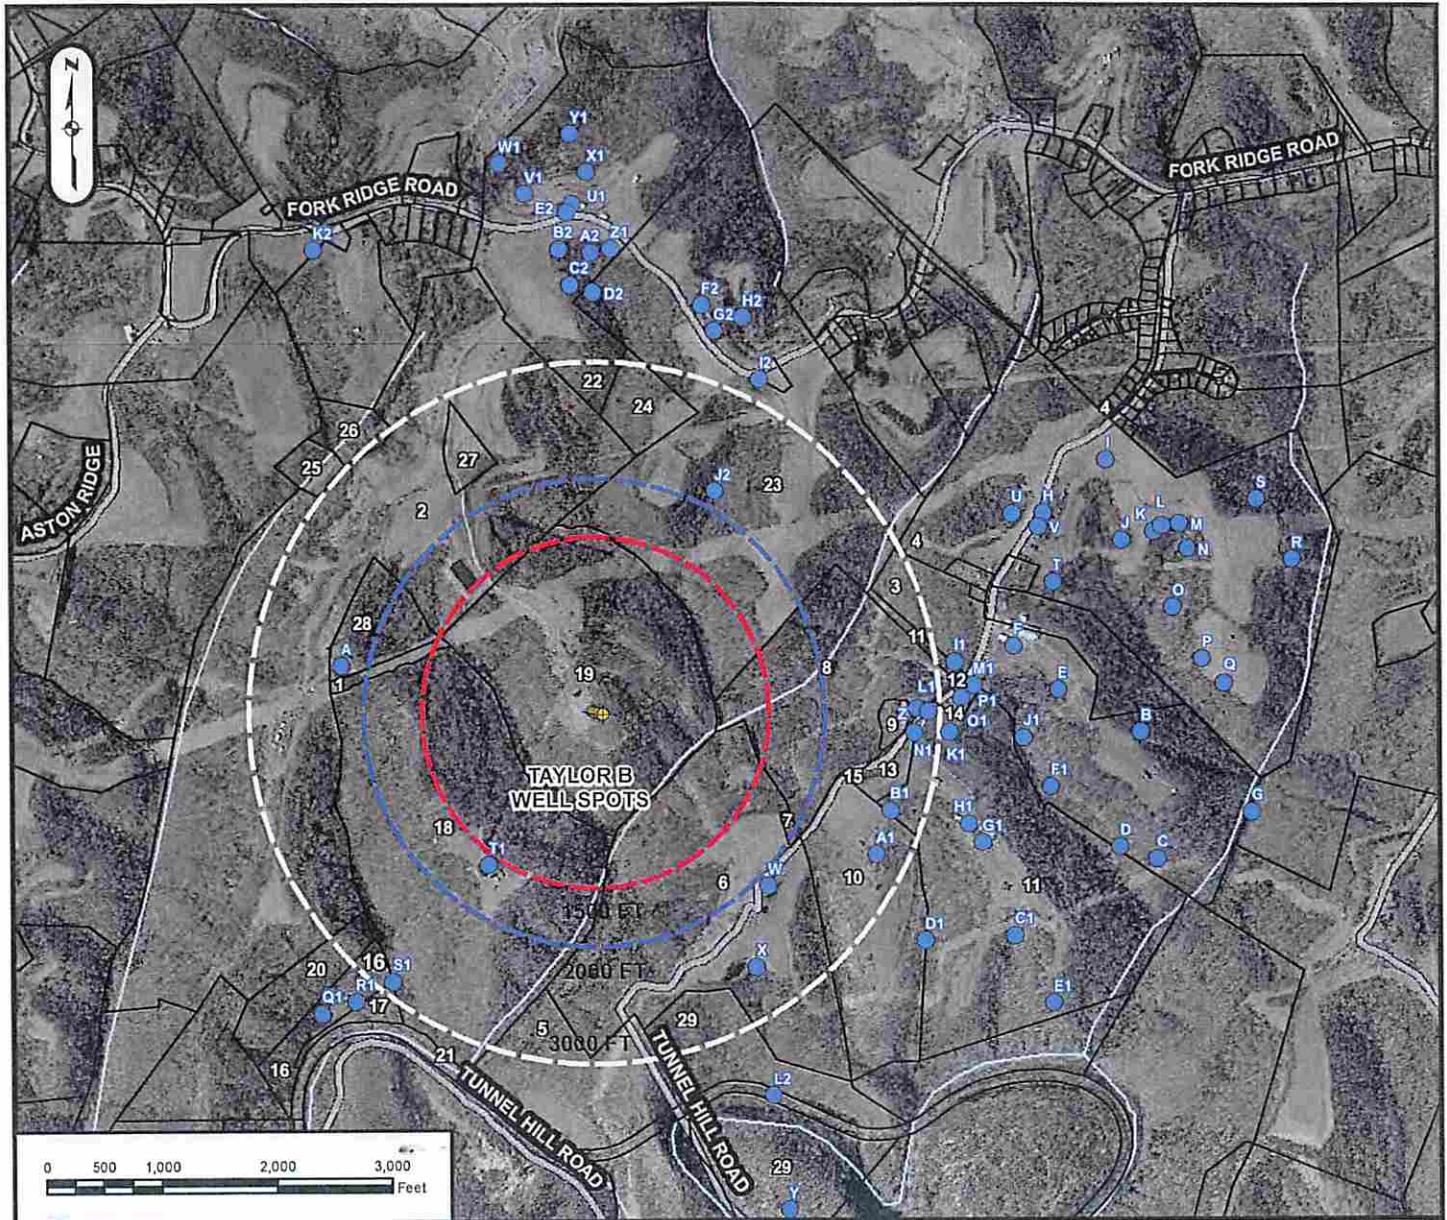 N
Y1
W1
X1
FORK RIDGE ROAD
V1
FORK RIDGE ROAD
U1
E2
K2
B2
A2
Z1
C2
D2
F2
H2
G2
I2
22
24
4
26
25
27
I
ASTON RIDGE
J2
23
S
2
U
H
L
K
M
V
J
4
N
R
T
3
O
28
11
F
A
I1
P
8
1
M1
Q
19
12
E
L1
P1
Z
14
9
O1
J1
B
N1
K1
TAYLOR B
WELL SPOTS
15
13
F1
B1
H1
G
18
7
G1
T1
A1
D
C
W
6
10
11
1500 FT
C1
D1
X
20
16
S1
2000 FT
R1
Q1
17
E1
5
29
3000 FT
21
16
TUNNEL HILL ROAD
TUNNEL HILL ROAD
L2
29
Y
0 500 1,000 2,000 3,000
Feet